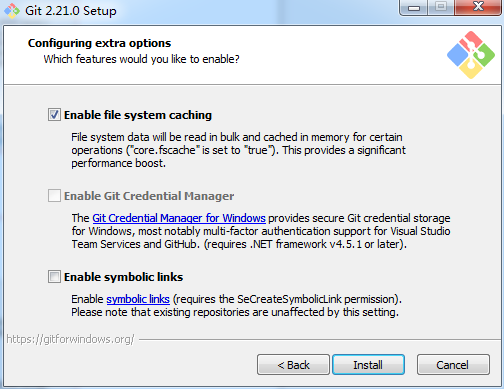 Git 2.21.0 Setup
Configuring extra options
Which features would you like to enable?
Enable file system caching
File system data will be read in bulk and cached in memory for certain
operations ("core.fscache" is set to "true"). This provides a significant
performance boost.
Enable Git Credential Manager
The Git Credential Manager for Windows provides secure Git credential storage
for Windows, most notably multi-factor authentication support for Visual Studio
Team Services and GitHub. (requires .NET framework v4.5.1 or later).
Enable symbolic links
Enable symbolic links (requires the SeCreateSymbolicLink permission).
Please note that existing repositories are unaffected by this setting.
https://gitforwindows.org/
< Back
Install
Cancel